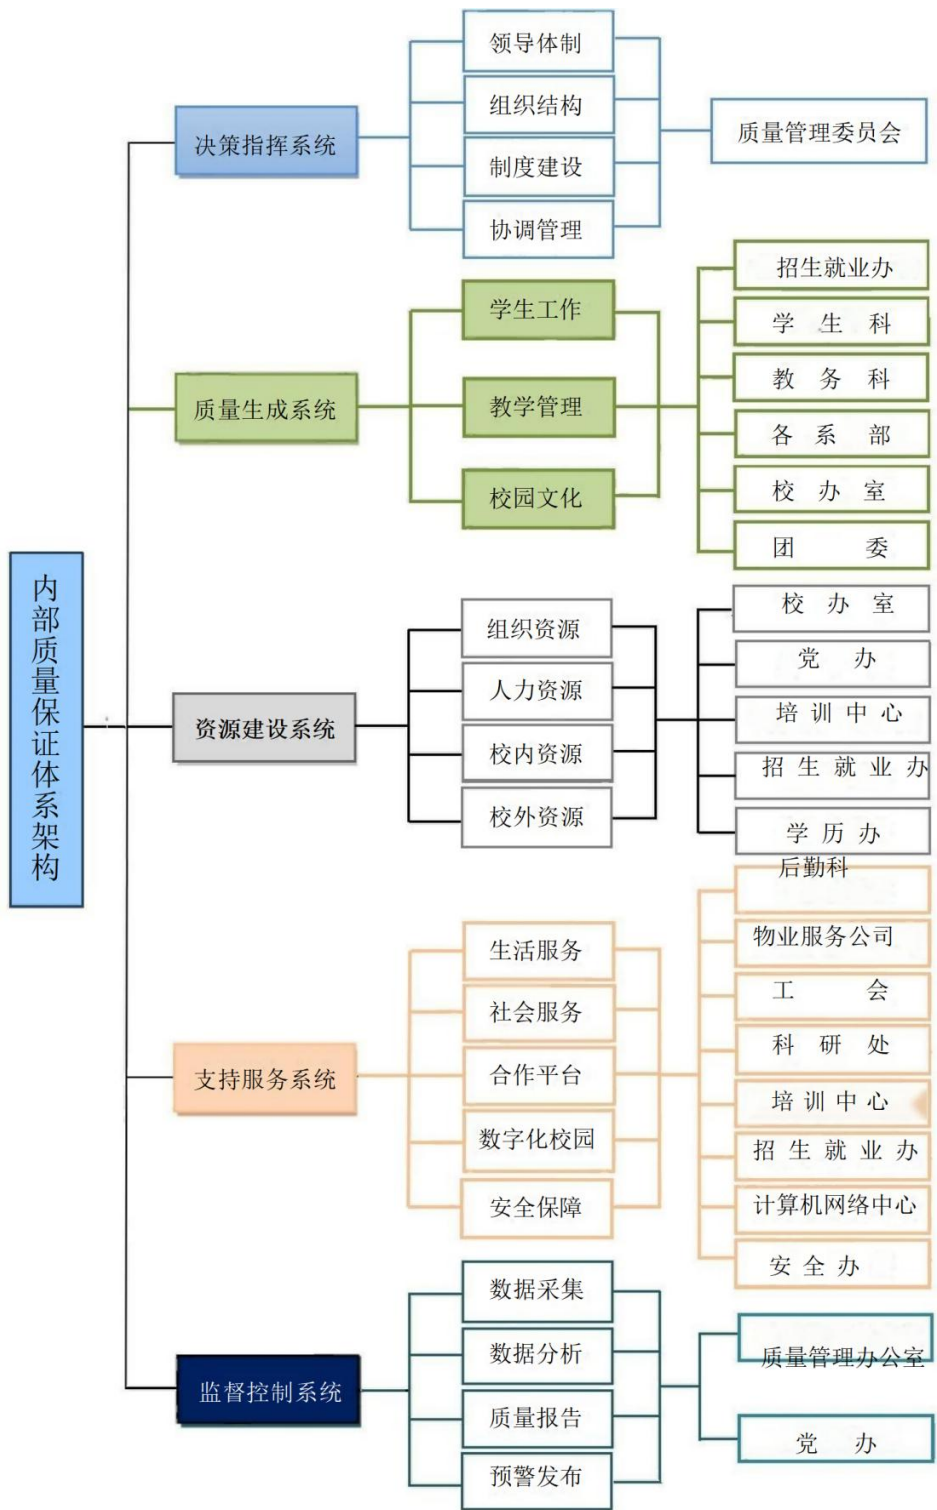 内部质量保证体系架构
决策指挥系统
领导体制
组织结构
制度建设
协调管理
质量管理委员会
质量生成系统
学生工作
教学管理
校园文化
招生就业办
学生科
教务科
各系部
校办室
团委
资源建设系统
组织资源
人力资源
校内资源
校外资源
校办室
党办
培训中心
招生就业办
学历办
支持服务系统
生活服务
社会服务
合作平台
数字化校园
安全保障
后勤科
物业服务公司
工会
科研处
培训中心
招生就业办
计算机网络中心
安全办
监督控制系统
数据采集
数据分析
质量报告
预警发布
质量管理办公室
党办